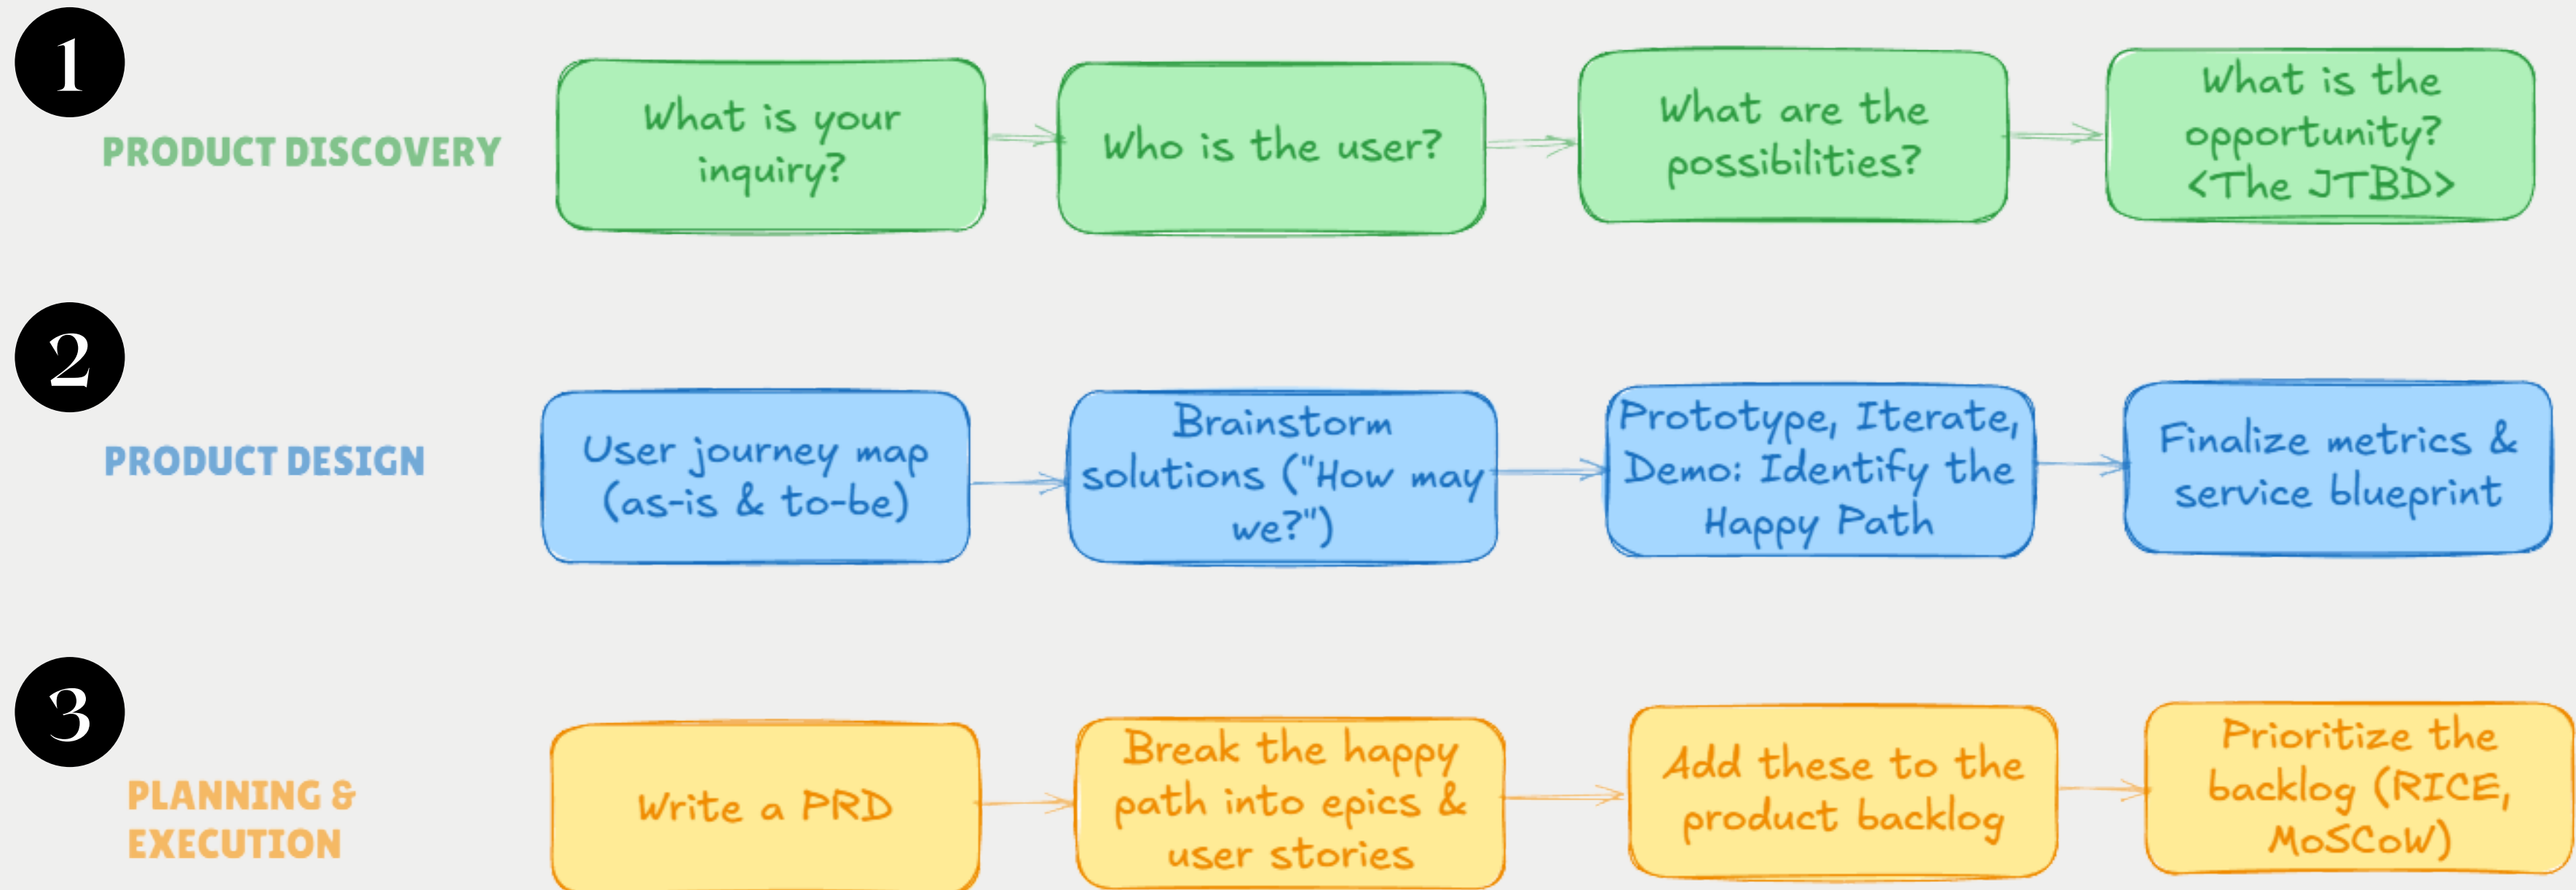 1
PRODUCT DISCOVERY
What is your
inquiry?
Who is the user?
What are the
possibilities?
What is the
opportunity?
<The JTBD>
2
PRODUCT DESIGN
User journey map
(as-is & to-be)
Brainstorm
solutions ("How may
we?")
Prototype, Iterate,
Demo: Identify the
Happy Path
Finalize metrics &
service blueprint
3
PLANNING &
EXECUTION
Write a PRD
Break the happy
path into epics &
user stories
Add these to the
product backlog
Prioritize the
backlog (RICE,
MoSCoW)